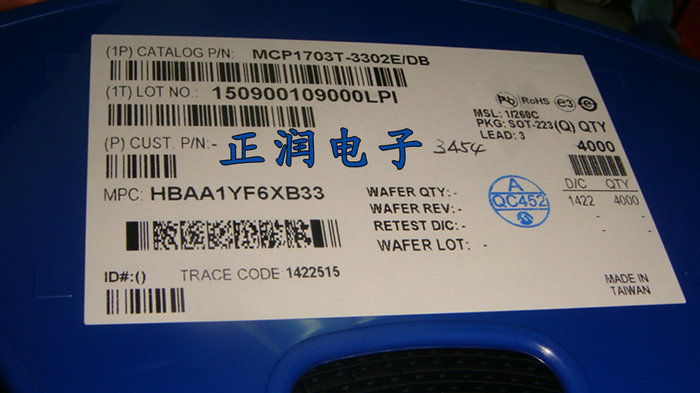 (1P) CATALOG P/N: MCP1703T-3302E/DB
(1T) LOT NO.: 150900109000LPI
Pb RoHS e3 e
MSL: 1/260C
PKG: SOT-223 (Q) QTY
LEAD: 3 4000
(P) CUST. P/N:-
正润电子
3454
MPC: HBAA1YF6XB33
WAFER QTY:-
WAFER REV:-
RETEST D/C:-
WAFER LOT: -
A
QC452
D/C QTY
1422 4000
- -
ID#:() TRACE CODE: 1422515
MADE IN
TAIWAN